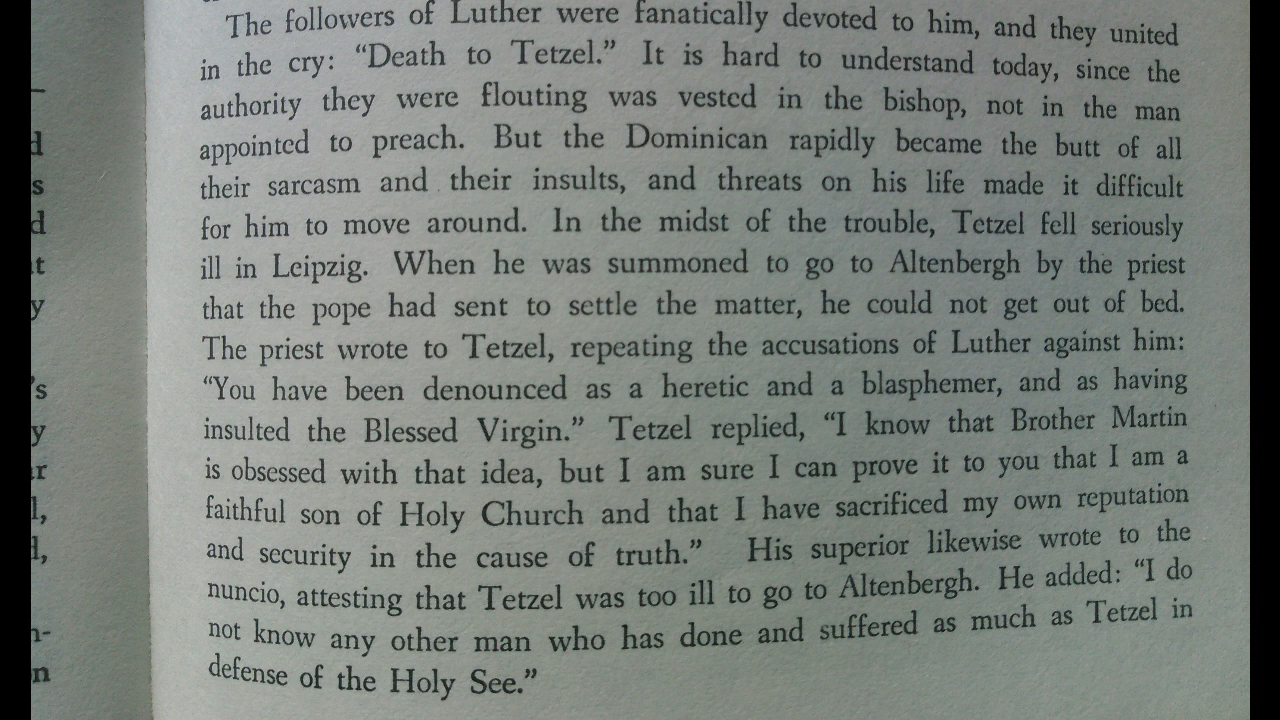 The followers of Luther were fanatically devoted to him, and they united
in the cry: “Death to Tetzel.” It is hard to understand today, since the
authority they were flouting was vested in the bishop, not in the man
appointed to preach. But the Dominican rapidly became the butt of all
their sarcasm and their insults, and threats on his life made it difficult
for him to move around. In the midst of the trouble, Tetzel fell seriously
ill in Leipzig. When he was summoned to go to Altenbergh by the priest
that the pope had sent to settle the matter, he could not get out of bed.
The priest wrote to Tetzel, repeating the accusations of Luther against him:
“You have been denounced as a heretic and a blasphemer, and as having
insulted the Blessed Virgin.” Tetzel replied, “I know that Brother Martin
is obsessed with that idea, but I am sure I can prove it to you that I am a
faithful son of Holy Church and that I have sacrificed my own reputation
and security in the cause of truth.” His superior likewise wrote to the
nuncio, attesting that Tetzel was too ill to go to Altenbergh. He added: “I do
not know any other man who has done and suffered as much as Tetzel in
defense of the Holy See.”